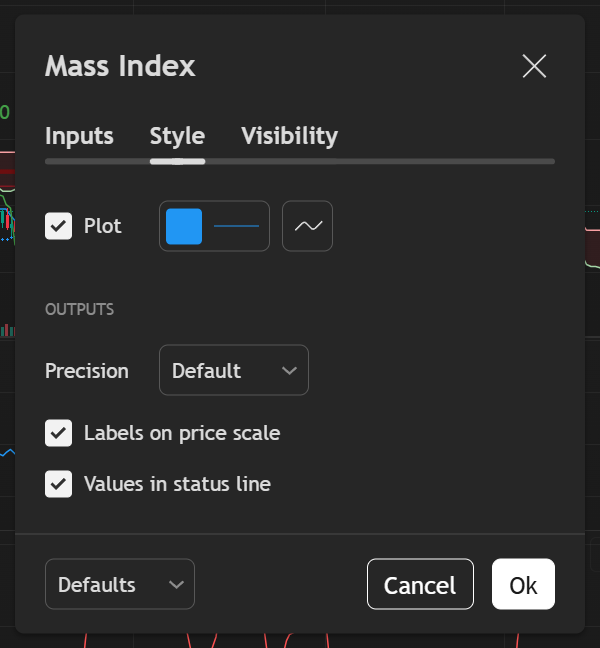 Mass Index
0
Inputs Style Visibility
Plot
OUTPUTS
Precision Default
Labels on price scale
Values in status line
Defaults Cancel Ok